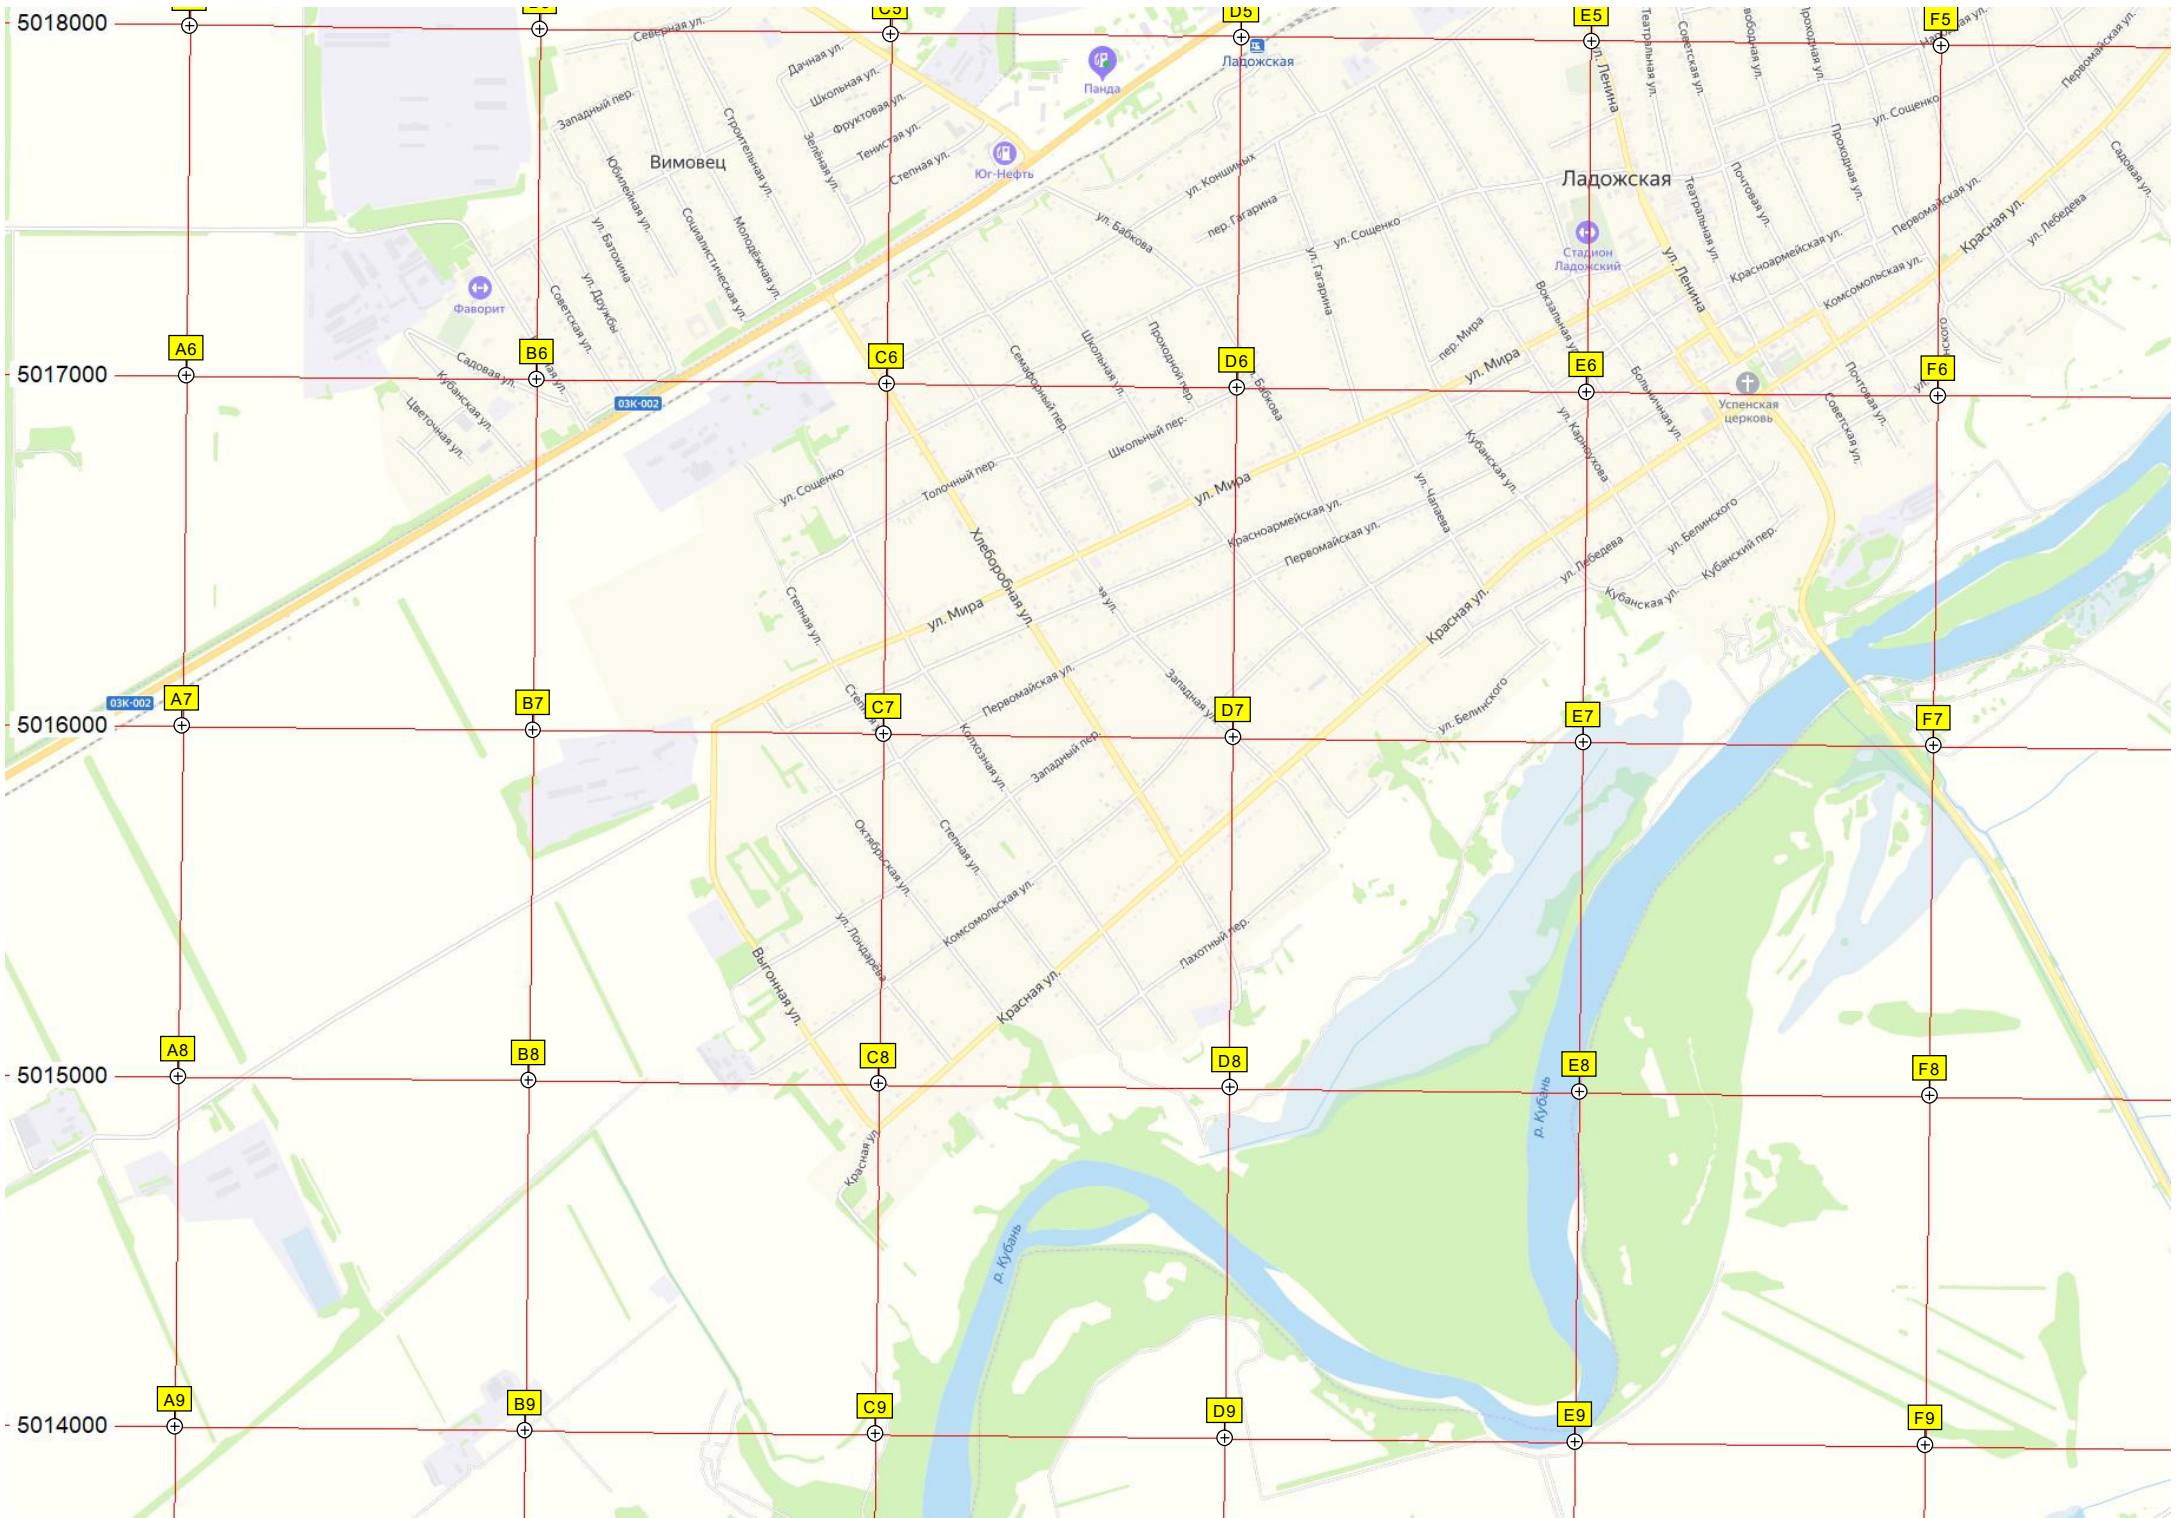 5018000
C5
D5
E5
F5
Северная ул.
Дачная ул.
Школьная ул.
Фруктовая ул.
Тенистая ул.
Степная ул.
Зелёная ул.
Западный пер.
Строительная ул.
Юбилейная ул.
Вимовец
Панда
Ладожская
Юг-Нефть
ул. Ленина
Театральная ул.
Советская ул.
Проходная ул.
Первомайская ул.
ул. Сощенко
Садовая ул.
Ладожская
ул. Коншиных
ул. Бабкова
пер. Гагарина
ул. Сощенко
ул. Гагарина
Стадион
Ладожский
Театральная ул.
Почтовая ул.
Проходная ул.
Первомайская ул.
Красная ул.
ул. Лебедева
Красноармейская ул.
Комсомольская ул.
ул. Ленина
Вокзальная ул.
Фаворит
Советская ул.
ул. Дружбы
ул. Батохина
Социалистическая ул.
Молодёжная ул.
5017000
A6
B6
C6
D6
E6
F6
Садовая ул.
Кубанская ул.
Цветочная ул.
03К-002
Семафорный пер.
Школьная ул.
Проходной пер.
Школьный пер.
Бабкова
пер. Мира
ул. Мира
Больничная ул.
Успенская
церковь
Почтовая ул.
Советская ул.
ул. Сощенко
Толочный пер.
ул. Мира
Хлеборобная ул.
Красноармейская ул.
Первомайская ул.
ул. Чапаева
Кубанская ул.
ул. Карнаухова
ул. Белинского
Кубанский пер.
ул. Лебедева
Кубанская ул.
Степная ул.
ул. Мира
Красная ул.
5016000
03К-002
A7
B7
C7
D7
E7
F7
Первомайская ул.
Западная ул.
ул. Белинского
Колхозная ул.
Западный пер.
Октябрьская ул.
Степная ул.
Комсомольская ул.
ул. Лондарёва
Выгонная ул.
Красная ул.
Пахотный пер.
5015000
A8
B8
C8
D8
E8
F8
р. Кубань
Красная ул.
р. Кубань
5014000
A9
B9
C9
D9
E9
F9